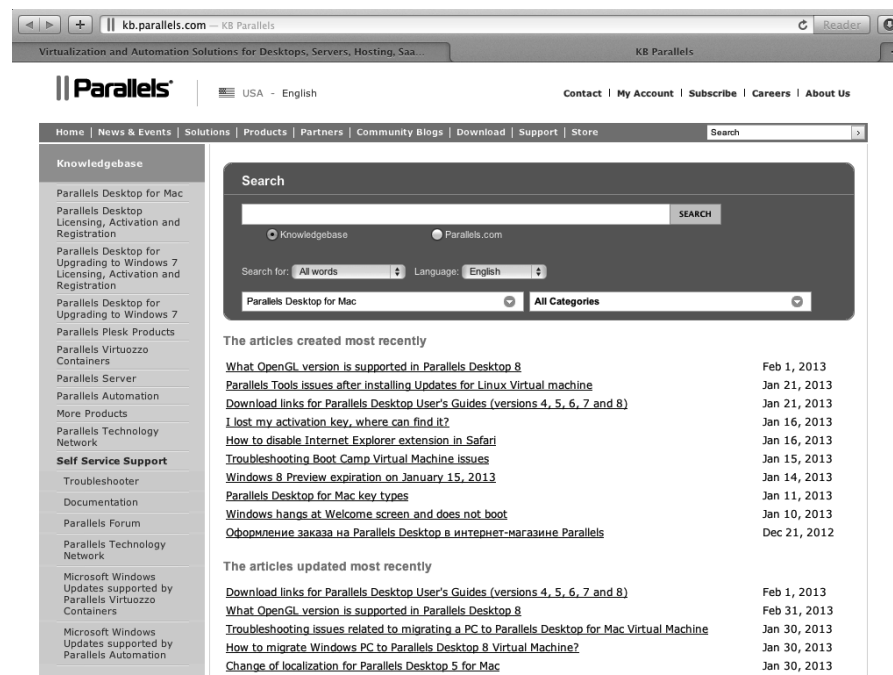 kb.parallels.com — KB Parallels
Reader
Virtualization and Automation Solutions for Desktops, Servers, Hosting, Saa...
KB Parallels
Parallels
USA - English
Contact | My Account | Subscribe | Careers | About Us
Home | News & Events | Solutions | Products | Partners | Community Blogs | Download | Support | Store
Search
Knowledgebase
Parallels Desktop for Mac
Parallels Desktop
Licensing, Activation and
Registration
Parallels Desktop for
Upgrading to Windows 7
Licensing, Activation and
Registration
Parallels Desktop for
Upgrading to Windows 7
Parallels Plesk Products
Parallels Virtuozzo
Containers
Parallels Server
Parallels Automation
More Products
Parallels Technology
Network
Self Service Support
Troubleshooter
Documentation
Parallels Forum
Parallels Technology
Network
Microsoft Windows
Updates supported by
Parallels Virtuozzo
Containers
Microsoft Windows
Updates supported by
Parallels Automation
Search
SEARCH
Knowledgebase
Parallels.com
Search for: All words
Language: English
Parallels Desktop for Mac
All Categories
The articles created most recently
What OpenGL version is supported in Parallels Desktop 8 Feb 1, 2013
Parallels Tools issues after installing Updates for Linux Virtual machine Jan 21, 2013
Download links for Parallels Desktop User's Guides (versions 4, 5, 6, 7 and 8) Jan 21, 2013
I lost my activation key, where can find it? Jan 16, 2013
How to disable Internet Explorer extension in Safari Jan 16, 2013
Troubleshooting Boot Camp Virtual Machine issues Jan 15, 2013
Windows 8 Preview expiration on January 15, 2013 Jan 14, 2013
Parallels Desktop for Mac key types Jan 11, 2013
Windows hangs at Welcome screen and does not boot Jan 10, 2013
Оформление заказа на Parallels Desktop в интернет-магазине Parallels Dec 21, 2012
The articles updated most recently
Download links for Parallels Desktop User's Guides (versions 4, 5, 6, 7 and 8) Feb 1, 2013
What OpenGL version is supported in Parallels Desktop 8 Feb 31, 2013
Troubleshooting issues related to migrating a PC to Parallels Desktop for Mac Virtual Machine Jan 30, 2013
How to migrate Windows PC to Parallels Desktop 8 Virtual Machine? Jan 30, 2013
Change of localization for Parallels Desktop 5 for Mac Jan 30, 2013